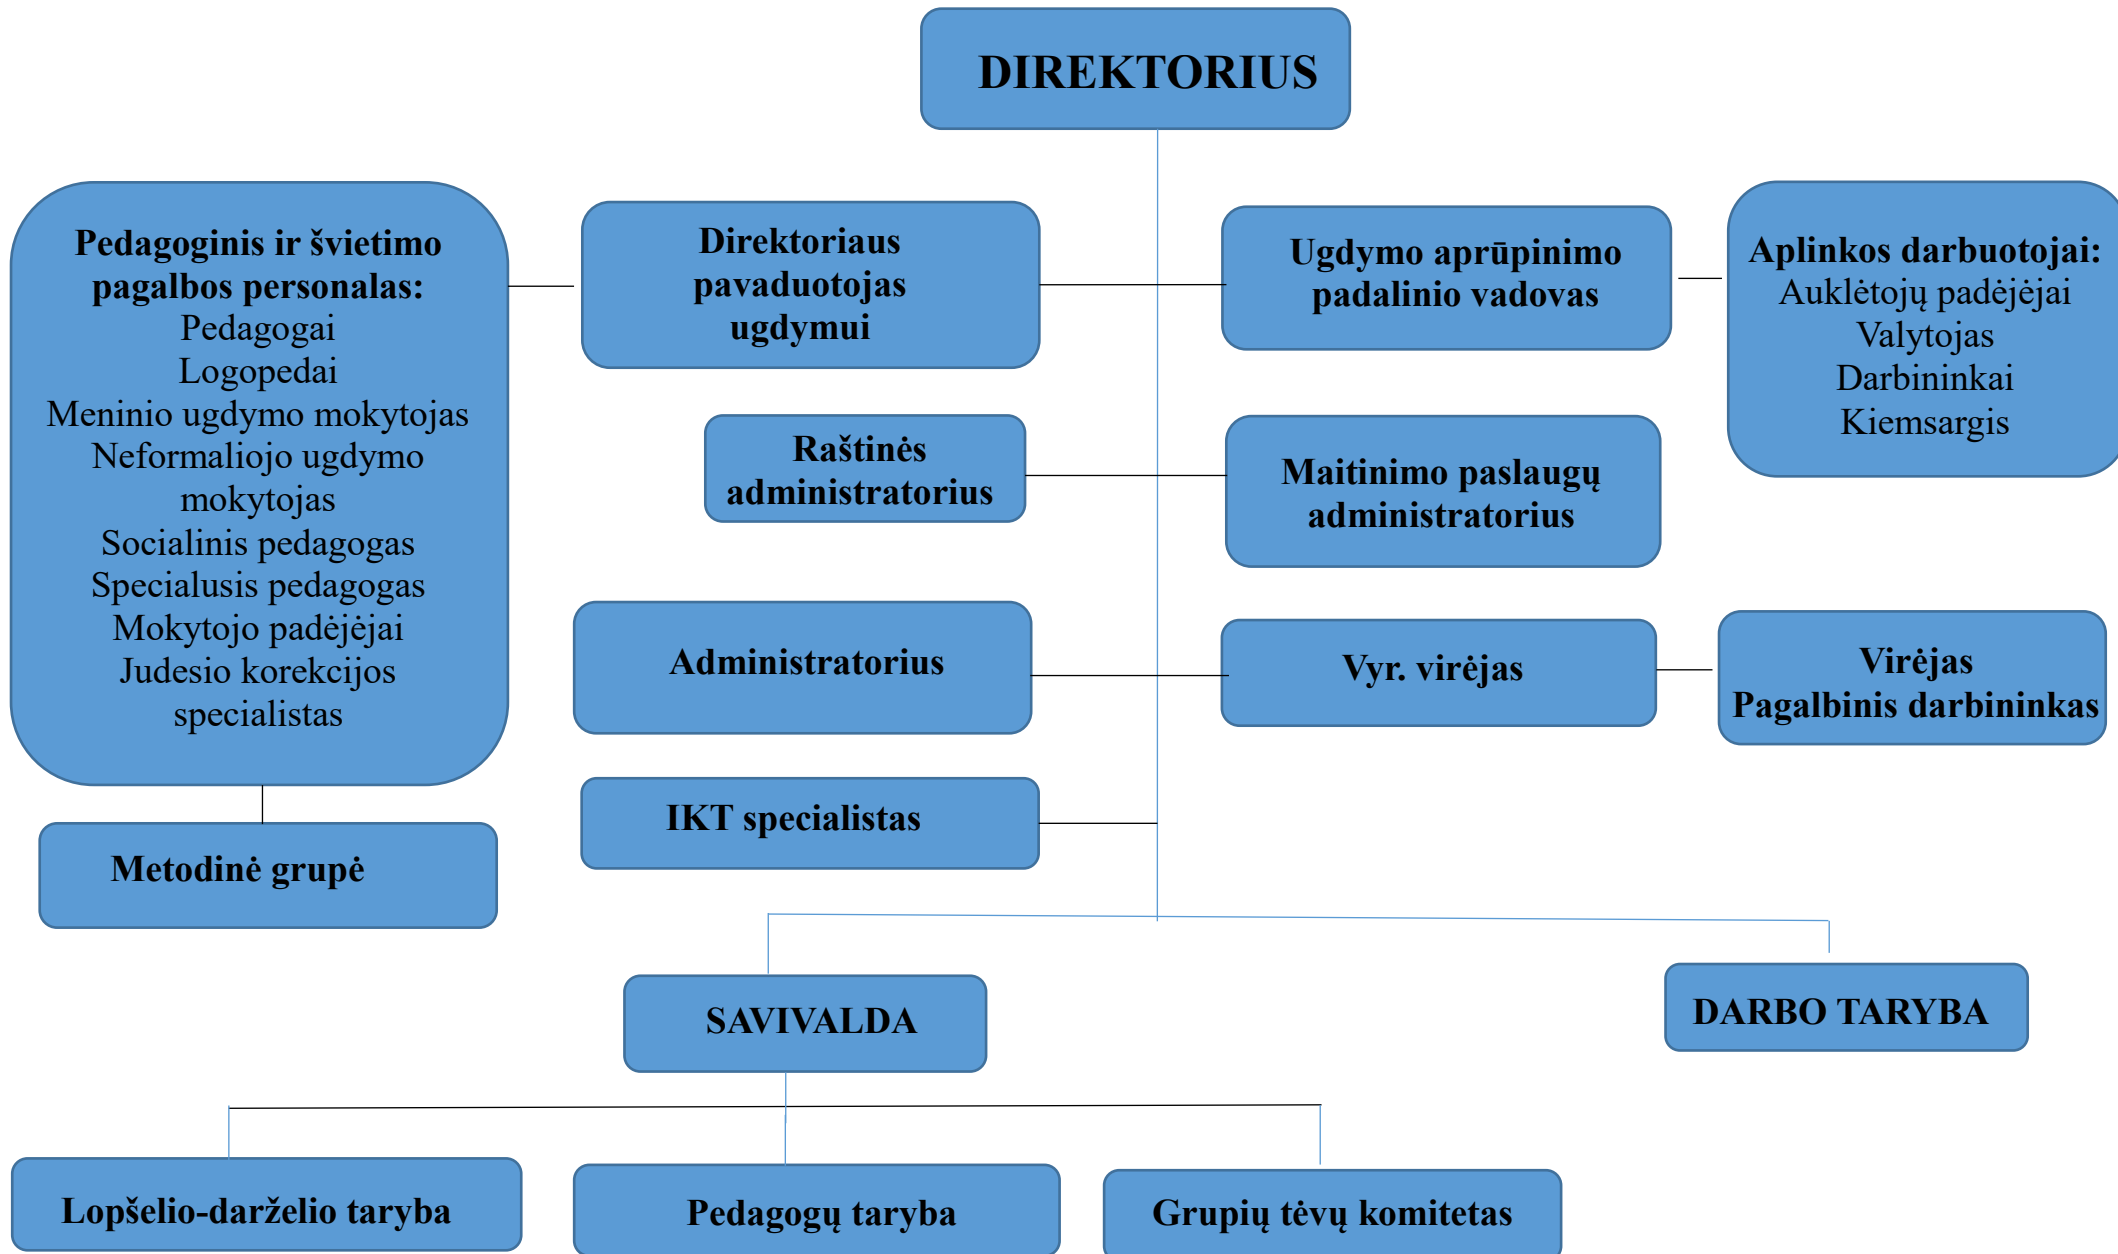 DIREKTORIUS
Pedagoginis ir švietimo
pagalbos personalas:
Pedagogai
Logopedai
Meninio ugdymo mokytojas
Neformaliojo ugdymo
mokytojas
Socialinis pedagogas
Specialusis pedagogas
Mokytojo padėjėjai
Judesio korekcijos
specialistas
Direktoriaus
pavaduotojas
ugdymui
Ugdymo aprūpinimo
padalinio vadovas
Aplinkos darbuotojai:
Auklėtojų padėjėjai
Valytojas
Darbininkai
Kiemsargis
Raštinės
administratorius
Maitinimo paslaugų
administratorius
Administratorius
Vyr. virėjas
Virėjas
Pagalbinis darbininkas
IKT specialistas
Metodinė grupė
SAVIVALDA
DARBO TARYBA
Lopšelio-darželio taryba
Pedagogų taryba
Grupių tėvų komitetas